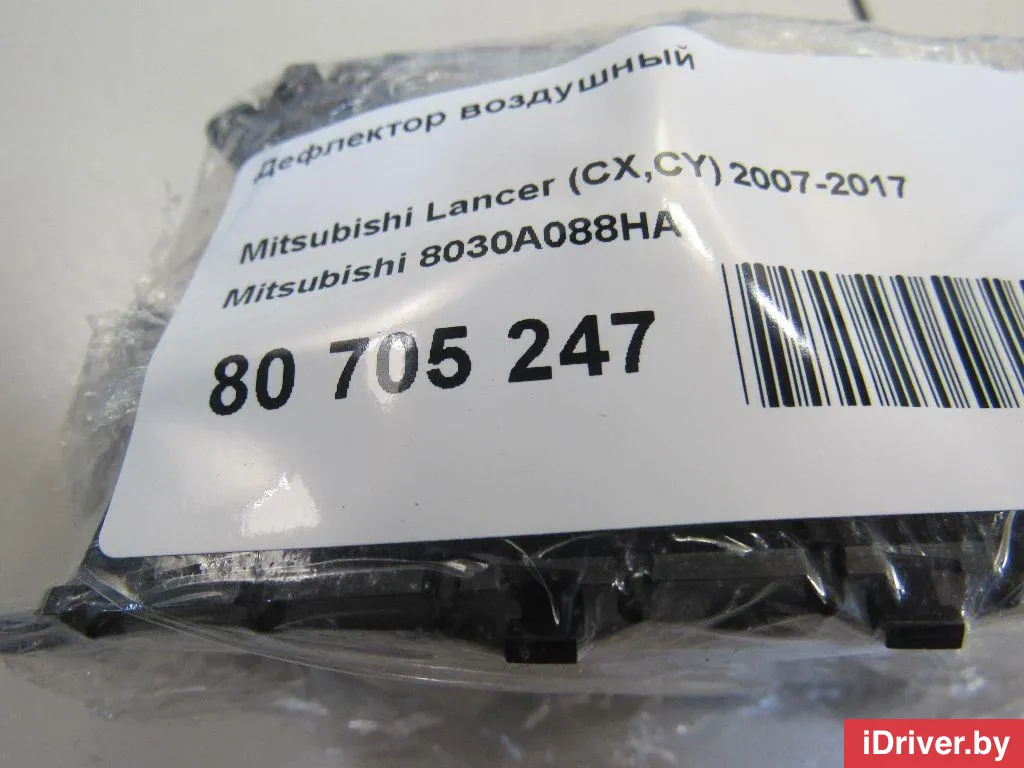 Дефлектор воздушный
Mitsubishi Lancer (CX,CY) 2007-2017
Mitsubishi 8030A088HA
80 705 247
iDriver.by